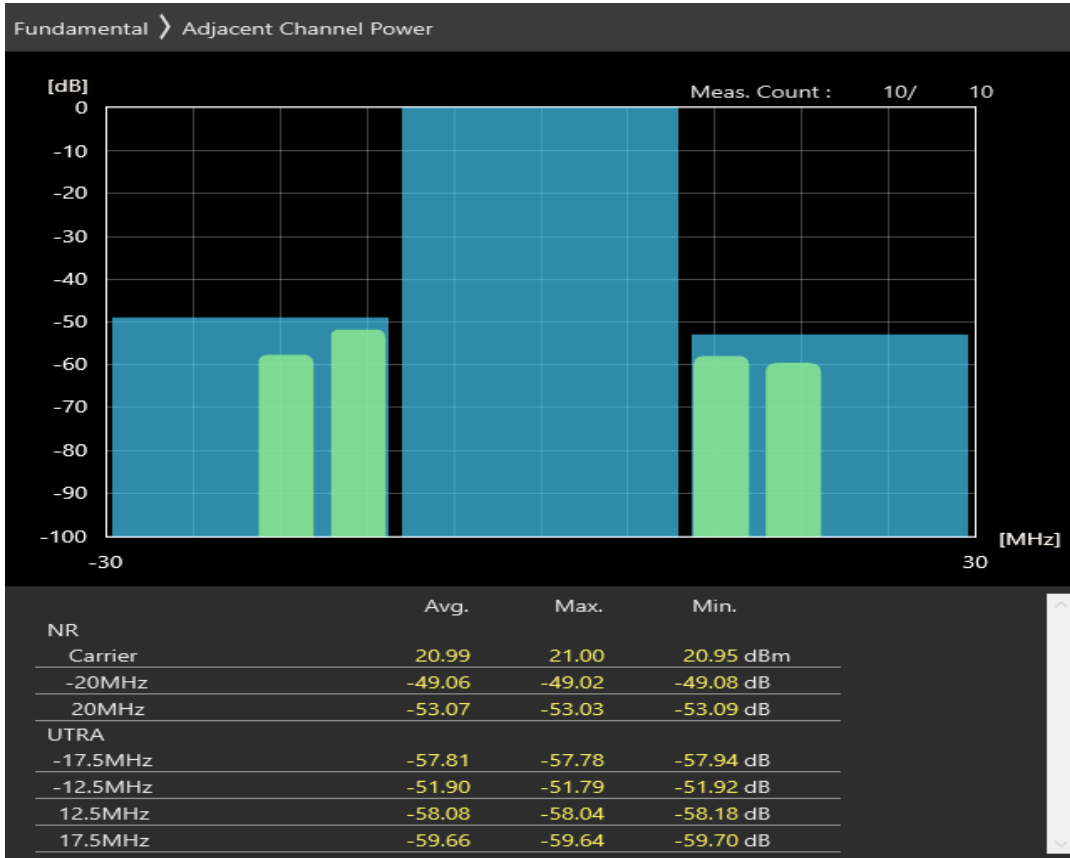 Fundamental ❭ Adjacent Channel Power
[dB]
Meas. Count : 10/ 10
0
-10
-20
-30
-40
-50
-60
-70
-80
-90
-100
[MHz]
-30 30
Avg. Max. Min.
NR
Carrier 20.99 21.00 20.95 dBm
-20MHz -49.06 -49.02 -49.08 dB
20MHz -53.07 -53.03 -53.09 dB
UTRA
-17.5MHz -57.81 -57.78 -57.94 dB
-12.5MHz -51.90 -51.79 -51.92 dB
12.5MHz -58.08 -58.04 -58.18 dB
17.5MHz -59.66 -59.64 -59.70 dB